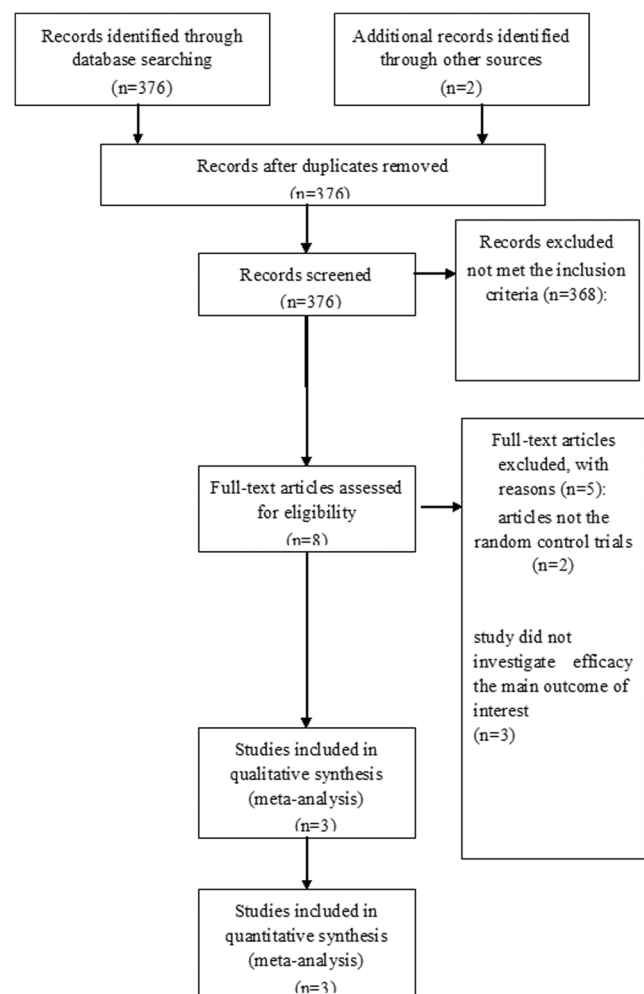 Records identified through
database searching
(n=376)
Additional records identified
through other sources
(n=2)
Records after duplicates removed
(n=376)
Records screened
(n=376)
Records excluded
not met the inclusion
criteria (n=368):
Full-text articles assessed
for eligibility
(n=8)
Full-text articles
excluded, with
reasons (n=5):
articles not the
random control trials
(n=2)
study did not
investigate efficacy
the main outcome of
interest
(n=3)
Studies included in
qualitative synthesis
(meta-analysis)
(n=3)
Studies included in
quantitative synthesis
(meta-analysis)
(n=3)